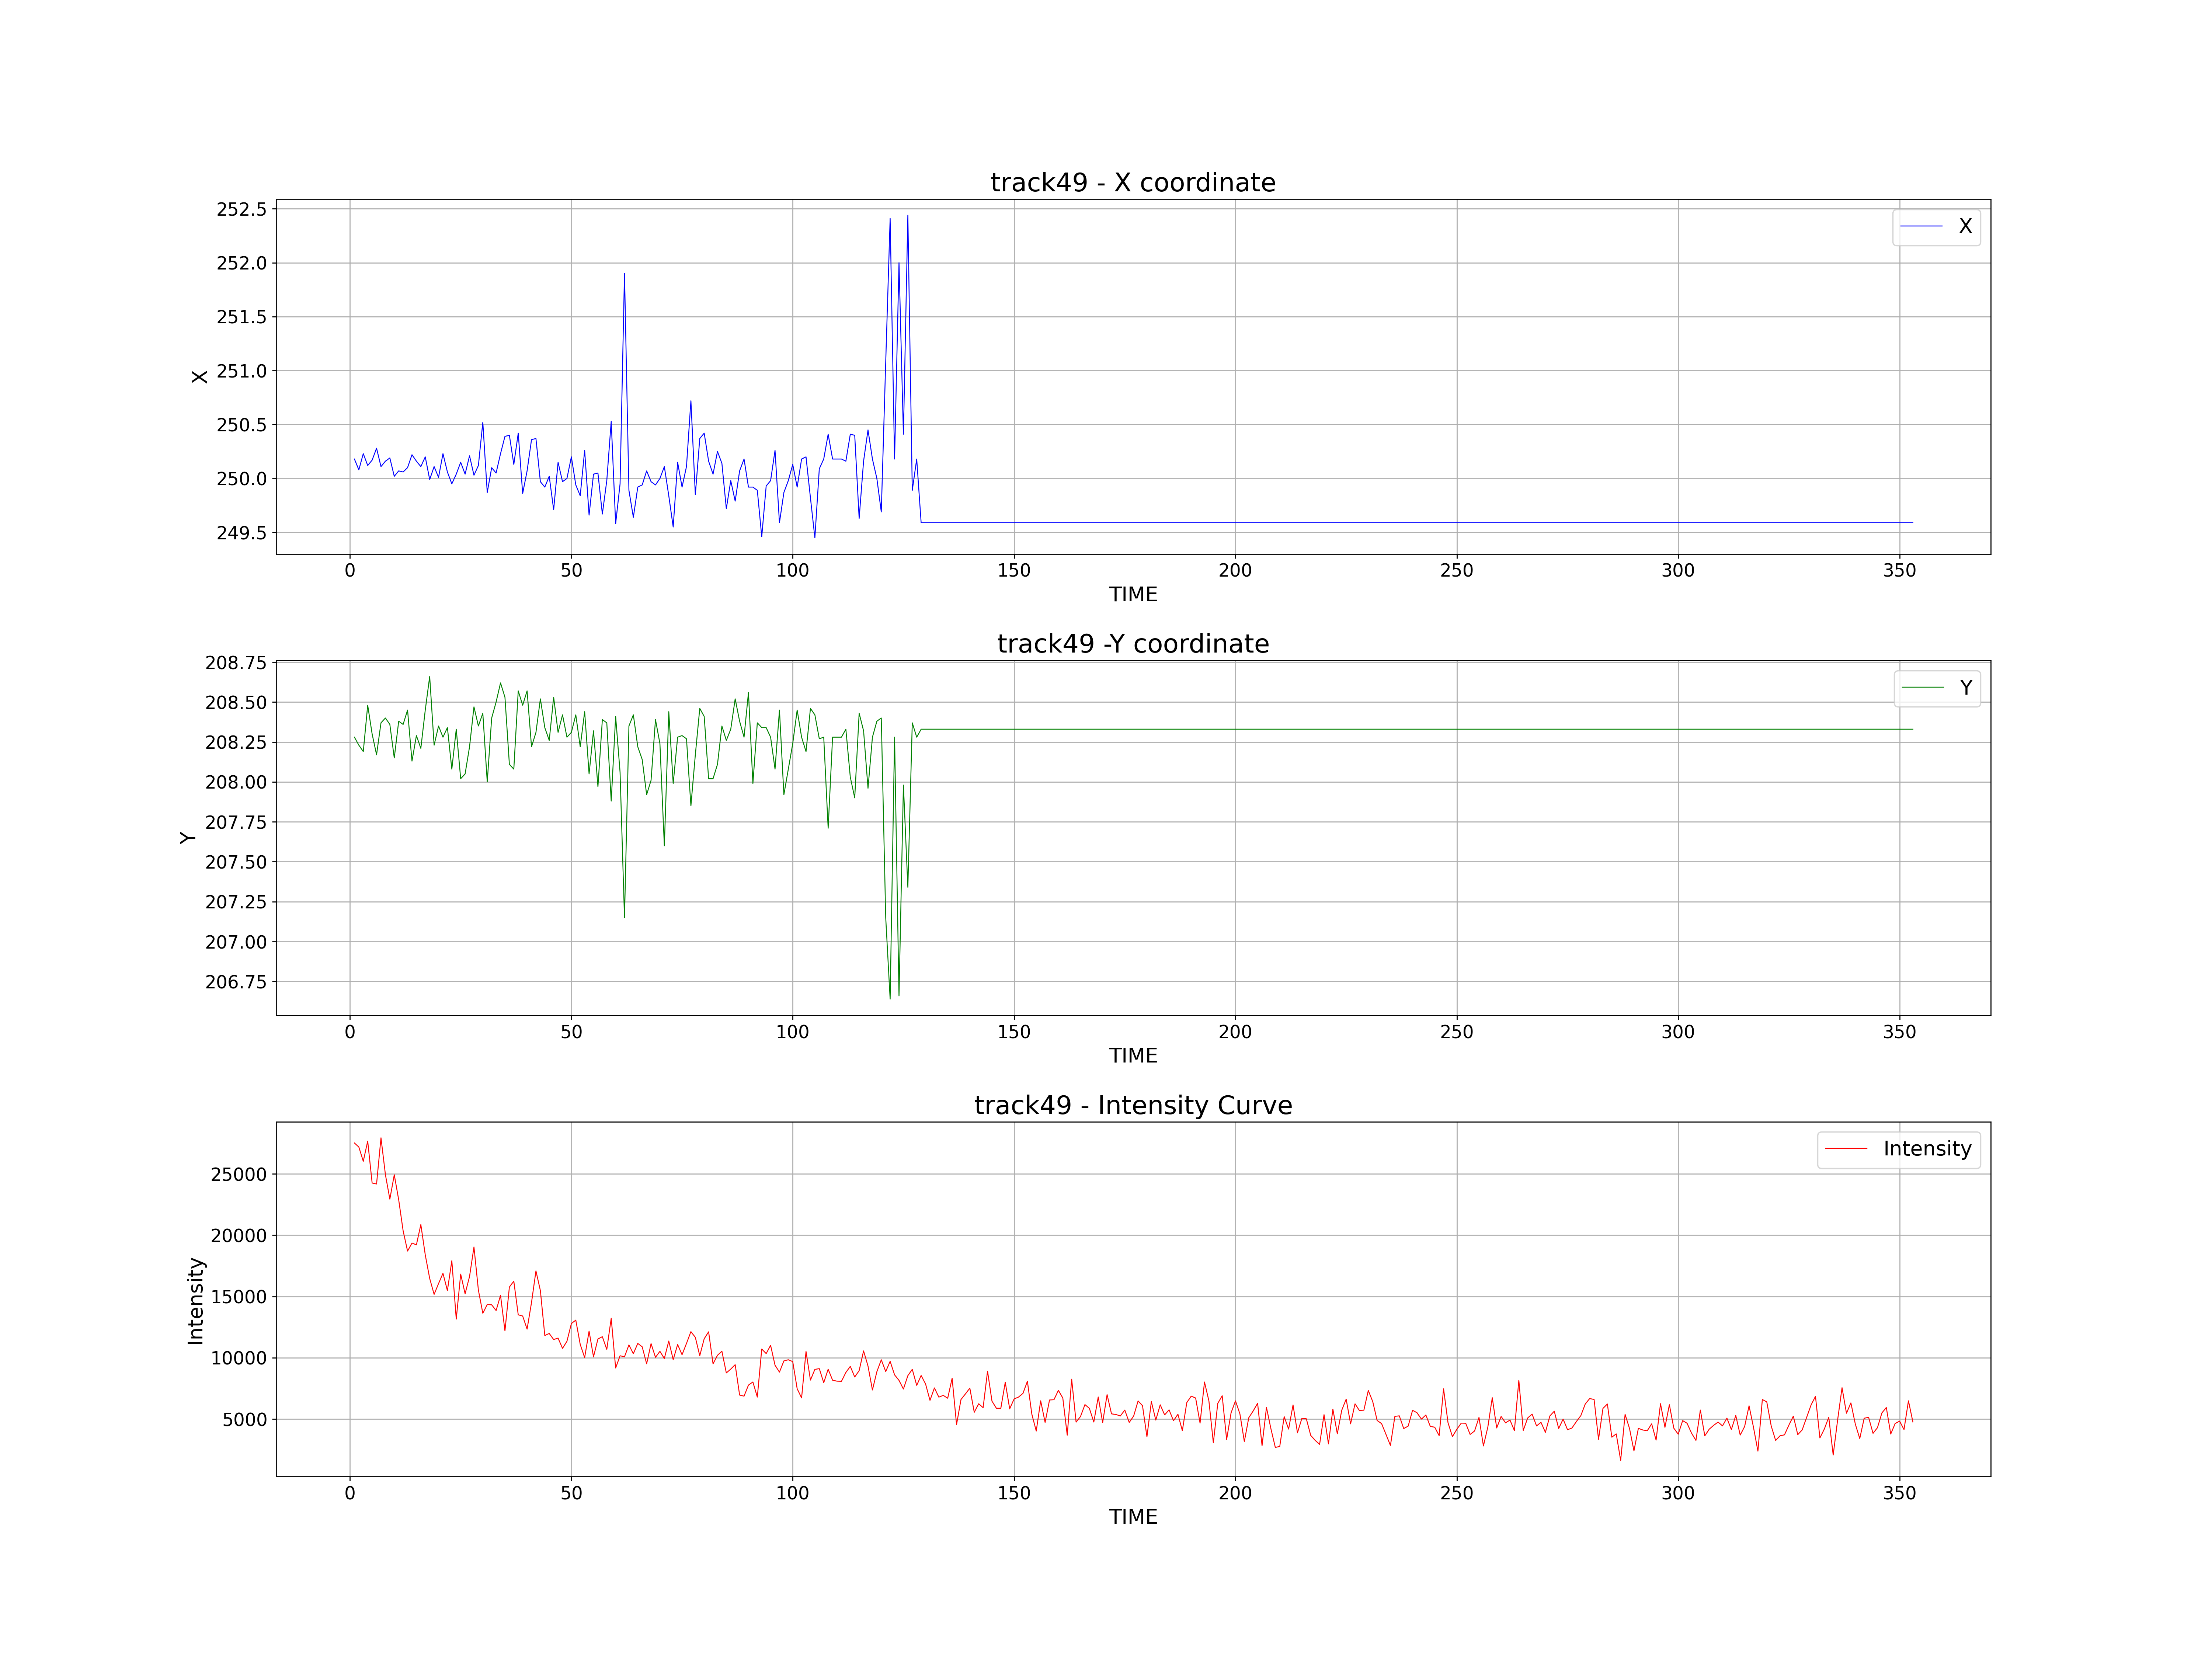 track49 - X coordinate
252.5
252.0
251.5
251.0
250.5
250.0
249.5
X
X
0 50 100 150 200 250 300 350
TIME
track49 -Y coordinate
208.75
208.50
208.25
208.00
207.75
207.50
207.25
207.00
206.75
Y
Y
0 50 100 150 200 250 300 350
TIME
track49 - Intensity Curve
25000
20000
15000
10000
5000
Intensity
Intensity
0 50 100 150 200 250 300 350
TIME